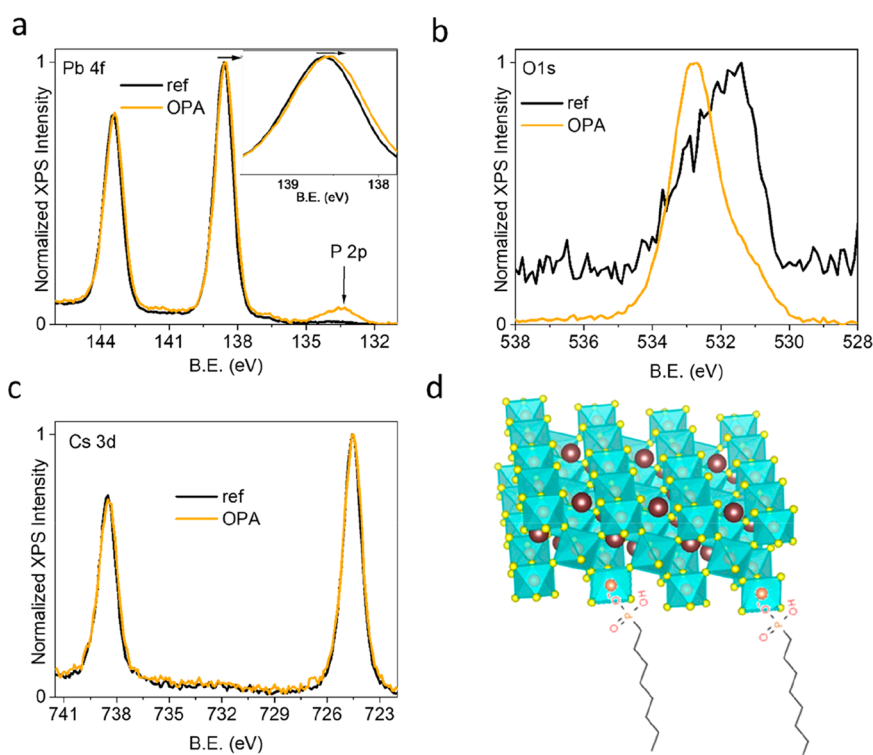 a
Normalized XPS Intensity
1
0
Pb 4f
ref
OPA
139
138
B.E. (eV)
P 2p
144 141 138 135 132
B.E. (eV)
b
Normalized XPS Intensity
1
0
O1s
ref
OPA
538 536 534 532 530 528
B.E. (eV)
c
Normalized XPS Intensity
1
0
Cs 3d
ref
OPA
741 738 735 732 729 726 723
B.E. (eV)
d
O
P
OH
O
O
P
OH
O